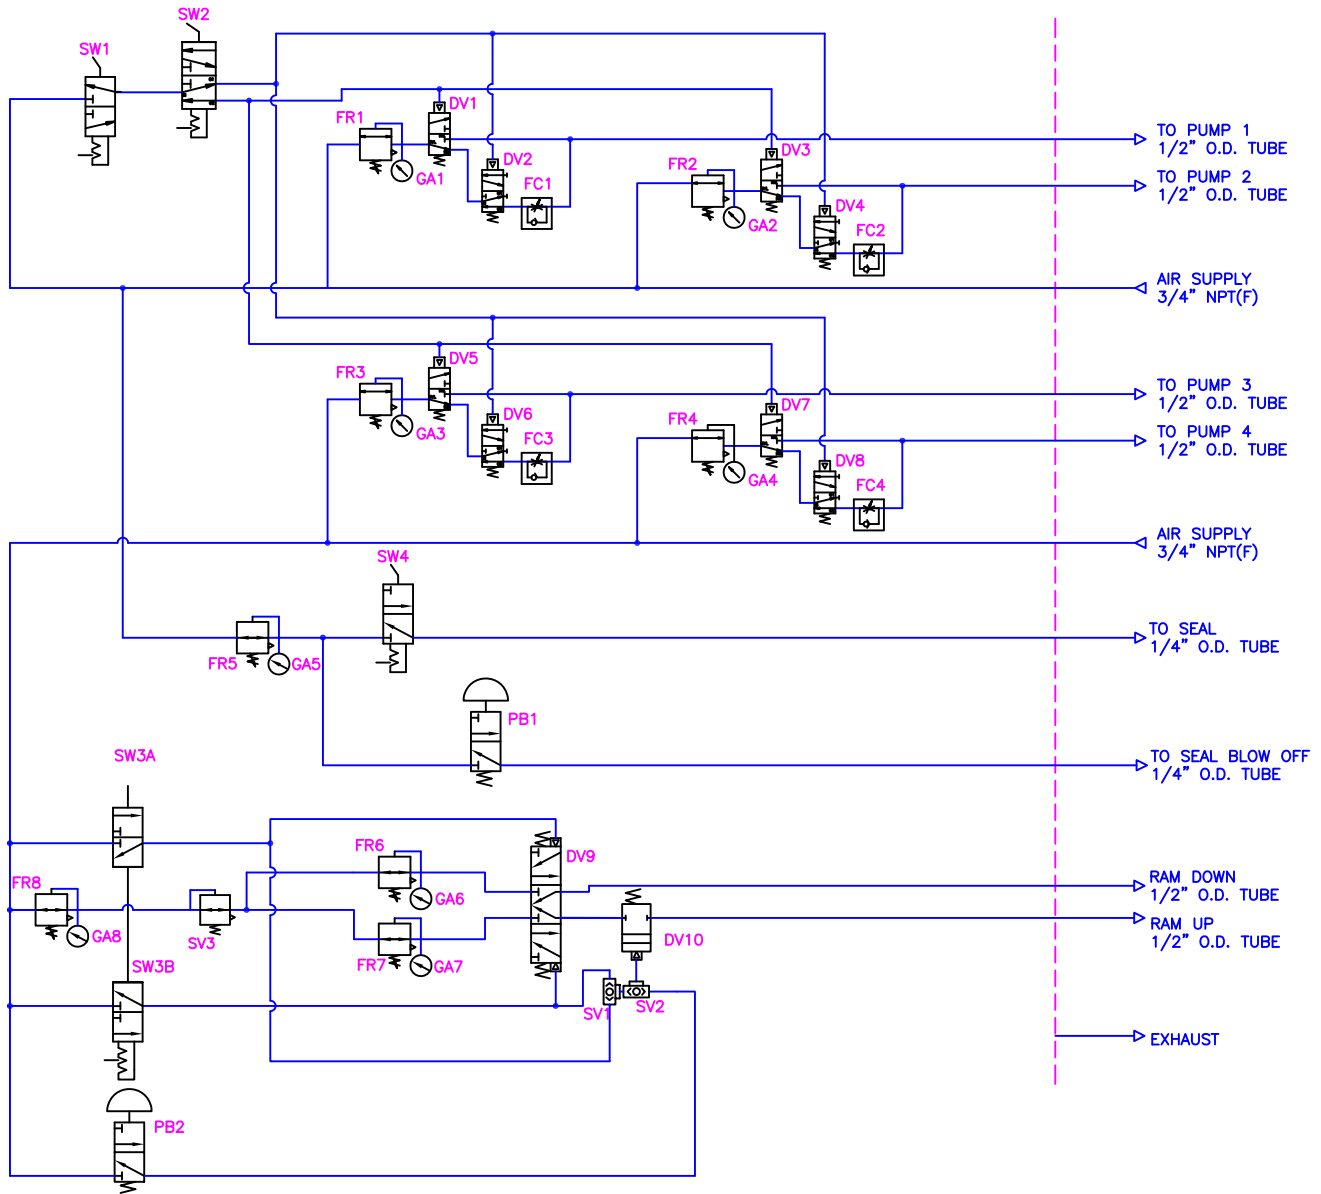 SW2
SW1
DV1
FR1
TO PUMP 1
1/2" O.D. TUBE
DV2
DV3
FR2
GA1
FC1
TO PUMP 2
1/2" O.D. TUBE
DV4
GA2
FC2
AIR SUPPLY
3/4" NPT(F)
DV5
FR3
TO PUMP 3
1/2" O.D. TUBE
DV6
DV7
FR4
GA3
FC3
TO PUMP 4
1/2" O.D. TUBE
DV8
GA4
FC4
AIR SUPPLY
3/4" NPT(F)
SW4
TO SEAL
1/4" O.D. TUBE
FR5
GA5
PB1
SW3A
TO SEAL BLOW OFF
1/4" O.D. TUBE
FR6
DV9
FR8
RAM DOWN
1/2" O.D. TUBE
GA6
GA8
SV3
DV10
RAM UP
1/2" O.D. TUBE
SW3B
FR7
GA7
SV1
SV2
EXHAUST
PB2